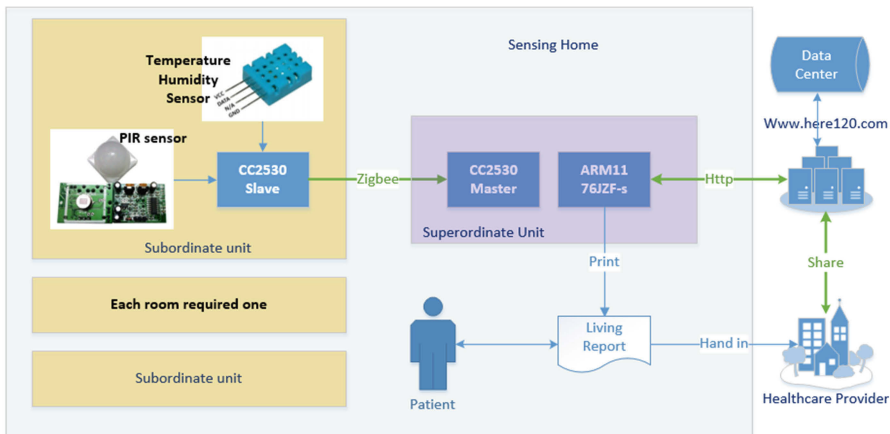 Sensing Home
Temperature
Humidity
Sensor
VCC
DATA
N/A
GND
PIR sensor
CC2530
Slave
Subordinate unit
Zigbee
CC2530
Master
ARM11
76JZF-s
Superordinate Unit
Http
Data
Center
Www.here120.com
Share
Print
Each room required one
Subordinate unit
Living
Report
Hand in
Patient
Healthcare Provider